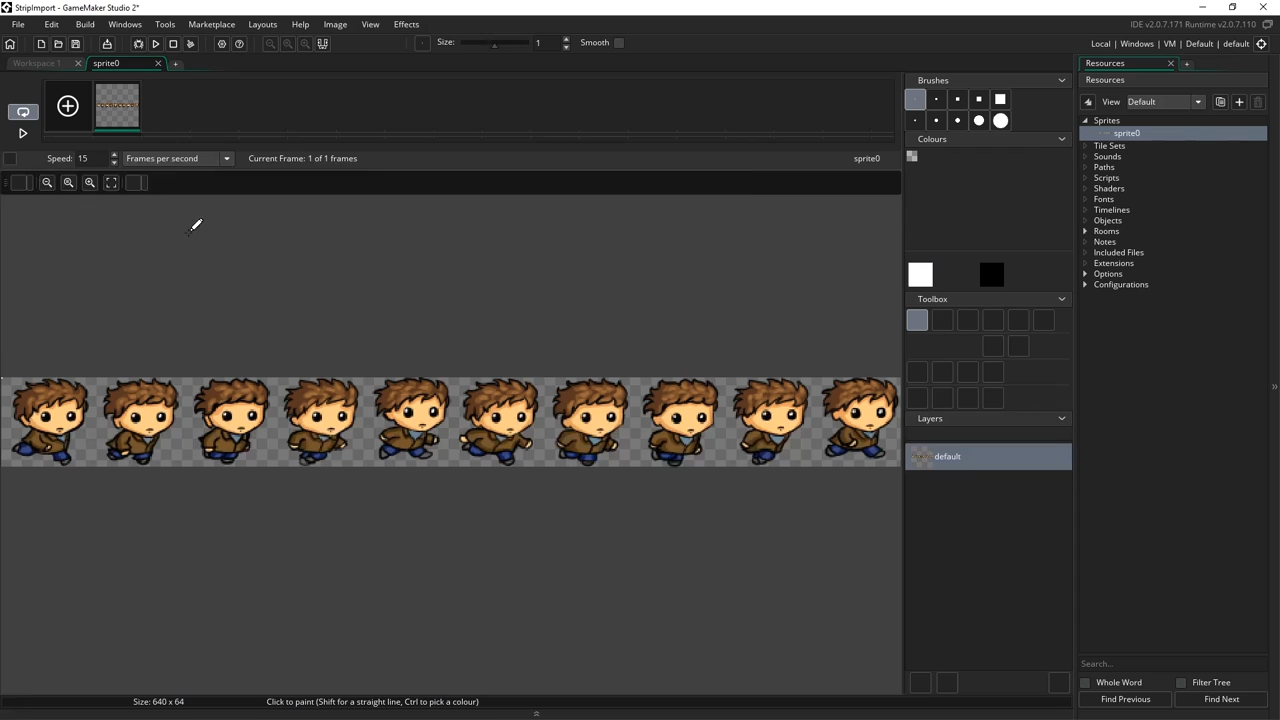 StripImport - GameMaker Studio 2*
File Edit Build Windows Tools Marketplace Layouts Help Image View Effects
IDE v2.0.7.171 Runtime v2.0.7.110
Size: 1 Smooth
Local | Windows | VM | Default | default
Workspace 1 sprite0
Speed: 15 Frames per second Current Frame: 1 of 1 frames sprite0
Brushes
Colours
Toolbox
Layers
default
Resources
Resources
View Default
Sprites
sprite0
Tile Sets
Sounds
Paths
Scripts
Shaders
Fonts
Timelines
Objects
Rooms
Notes
Included Files
Extensions
Options
Configurations
Search...
Whole Word Filter Tree
Find Previous Find Next
Size: 640 x 64 Click to paint (Shift for a straight line, Ctrl to pick a colour)